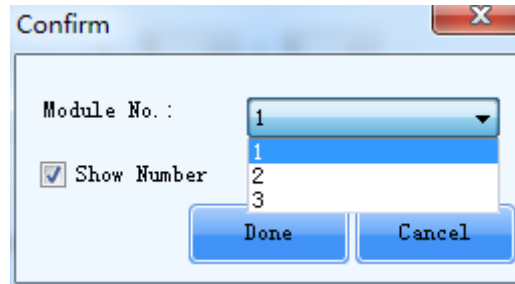 Confirm
Module No.:
1
1
2
3
Show Number
Done
Cancel